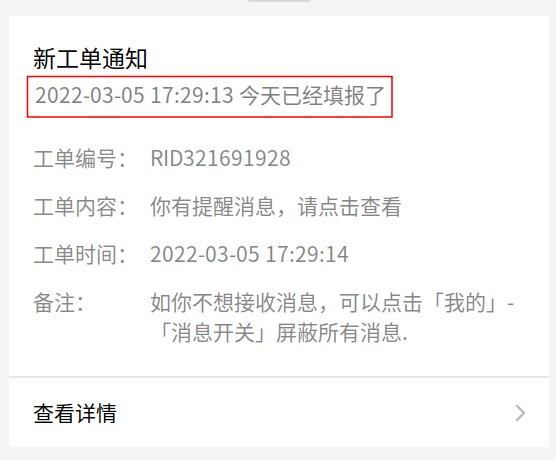 新工单通知
2022-03-05 17:29:13 今天已经填报了
工单编号： RID321691928
工单内容： 你有提醒消息，请点击查看
工单时间： 2022-03-05 17:29:14
备注： 如你不想接收消息，可以点击「我的」-
「消息开关」屏蔽所有消息.
查看详情